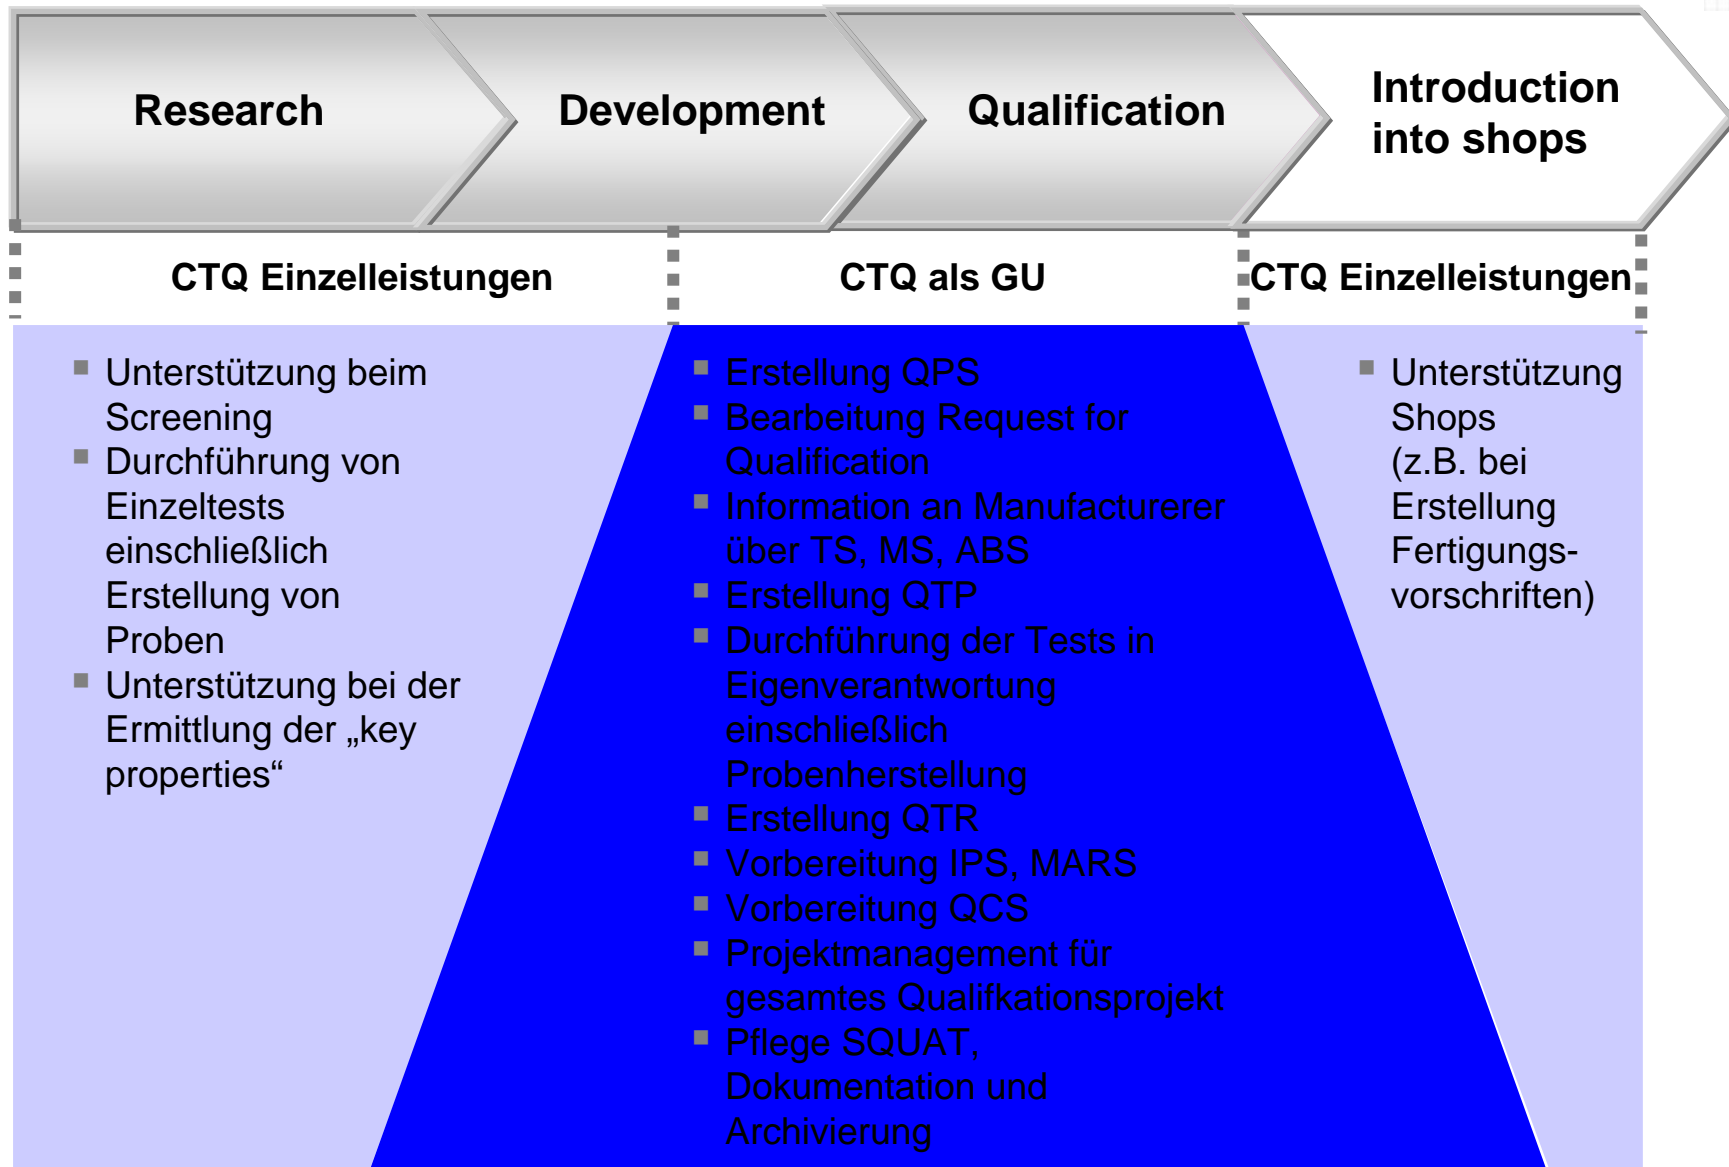 Research
Development
Qualification
Introduction
into shops
CTQ Einzelleistungen
CTQ als GU
CTQ Einzelleistungen
Unterstützung beim
Screening
Durchführung von
Einzeltests
einschließlich
Erstellung von
Proben
Unterstützung bei der
Ermittlung der „key
properties“
Erstellung QPS
Bearbeitung Request for
Qualification
Information an Manufacturerer
über TS, MS, ABS
Erstellung QTP
Durchführung der Tests in
Eigenverantwortung
einschließlich
Probenherstellung
Erstellung QTR
Vorbereitung IPS, MARS
Vorbereitung QCS
Projektmanagement für
gesamtes Qualifkationsprojekt
Pflege SQUAT,
Dokumentation und
Archivierung
Unterstützung
Shops
(z.B. bei
Erstellung
Fertigungs-
vorschriften)